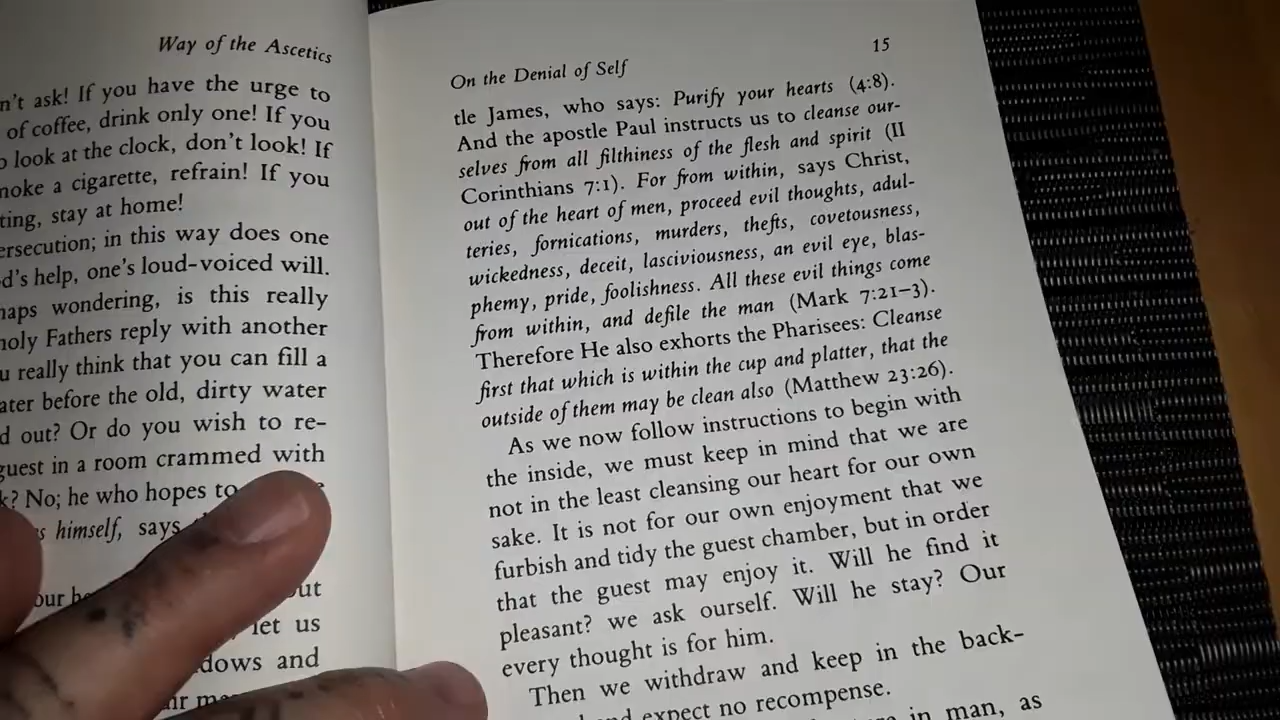 Way of the Ascetics
n't ask! If you have the urge to
of coffee, drink only one! If you
o look at the clock, don't look! If
moke a cigarette, refrain! If you
ting, stay at home!
ersecution; in this way does one
d's help, one's loud-voiced will.
haps wondering, is this really
holy Fathers reply with another
u really think that you can fill a
ater before the old, dirty water
d out? Or do you wish to re-
guest in a room crammed with
k? No; he who hopes to
s himself, says
our
ut
let us
dows and
On the Denial of Self
15
tle James, who says: Purify your hearts (4:8).
And the apostle Paul instructs us to cleanse our-
selves from all filthiness of the flesh and spirit (II
Corinthians 7:1). For from within, says Christ,
out of the heart of men, proceed evil thoughts, adul-
teries, fornications, murders, thefts, covetousness,
wickedness, deceit, lasciviousness, an evil eye, blas-
phemy, pride, foolishness. All these evil things come
from within, and defile the man (Mark 7:21–3).
Therefore He also exhorts the Pharisees: Cleanse
first that which is within the cup and platter, that the
outside of them may be clean also (Matthew 23:26).
As we now follow instructions to begin with
the inside, we must keep in mind that we are
not in the least cleansing our heart for our own
sake. It is not for our own enjoyment that we
furbish and tidy the guest chamber, but in order
that the guest may enjoy it. Will he find it
pleasant? we ask ourself. Will he stay? Our
every thought is for him.
Then we withdraw and keep in the back-
and expect no recompense.
in man, as